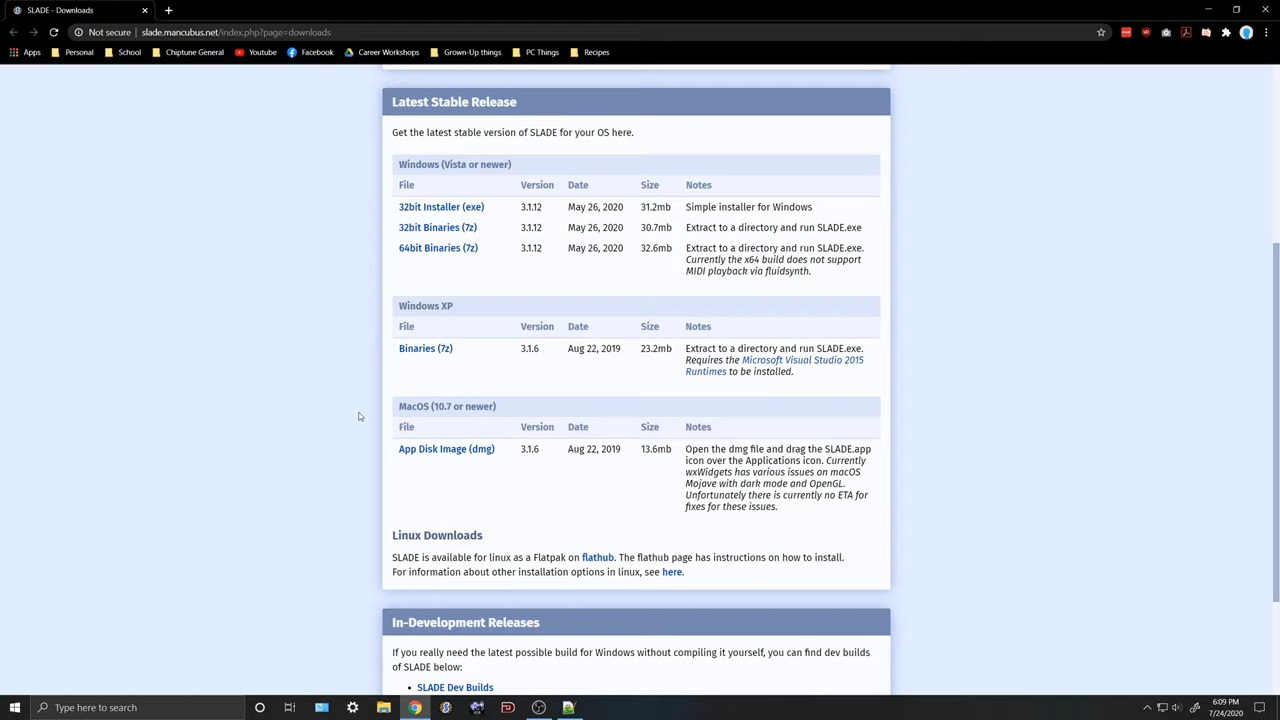 SLADE - Downloads
Not secure | slade.mancubus.net/index.php?page=downloads
Apps Personal School Chiptune General Youtube Facebook Career Workshops Grown-Up things PC Things Recipes
Latest Stable Release
Get the latest stable version of SLADE for your OS here.
Windows (Vista or newer)
File Version Date Size Notes
32bit Installer (exe) 3.1.12 May 26, 2020 31.2mb Simple installer for Windows
32bit Binaries (7z) 3.1.12 May 26, 2020 30.7mb Extract to a directory and run SLADE.exe
64bit Binaries (7z) 3.1.12 May 26, 2020 32.6mb Extract to a directory and run SLADE.exe.
Currently the x64 build does not support
MIDI playback via fluidsynth.
Windows XP
File Version Date Size Notes
Binaries (7z) 3.1.6 Aug 22, 2019 23.2mb Extract to a directory and run SLADE.exe.
Requires the Microsoft Visual Studio 2015
Runtimes to be installed.
MacOS (10.7 or newer)
File Version Date Size Notes
App Disk Image (dmg) 3.1.6 Aug 22, 2019 13.6mb Open the dmg file and drag the SLADE.app
icon over the Applications icon. Currently
wxWidgets has various issues on macOS
Mojave with dark mode and OpenGL.
Unfortunately there is currently no ETA for
fixes for these issues.
Linux Downloads
SLADE is available for linux as a Flatpak on flathub. The flathub page has instructions on how to install.
For information about other installation options in linux, see here.
In-Development Releases
If you really need the latest possible build for Windows without compiling it yourself, you can find dev builds
of SLADE below:
• SLADE Dev Builds
Type here to search
6:09 PM
7/24/2020